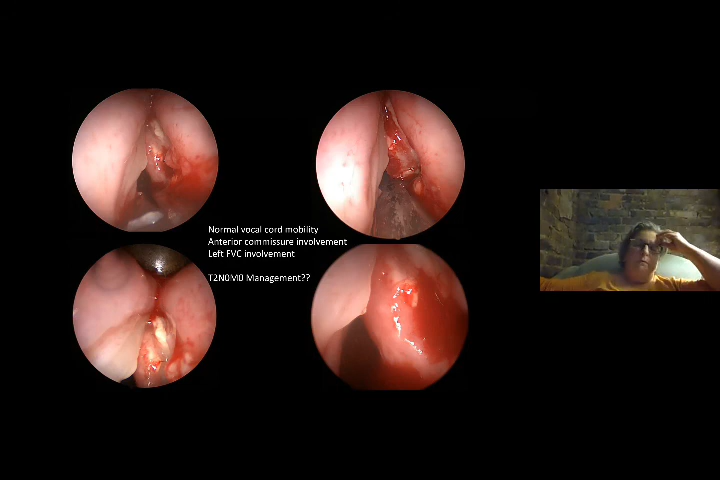 Normal vocal cord mobility
Anterior commissure involvement
Left FVC involvement
T2N0M0 Management??